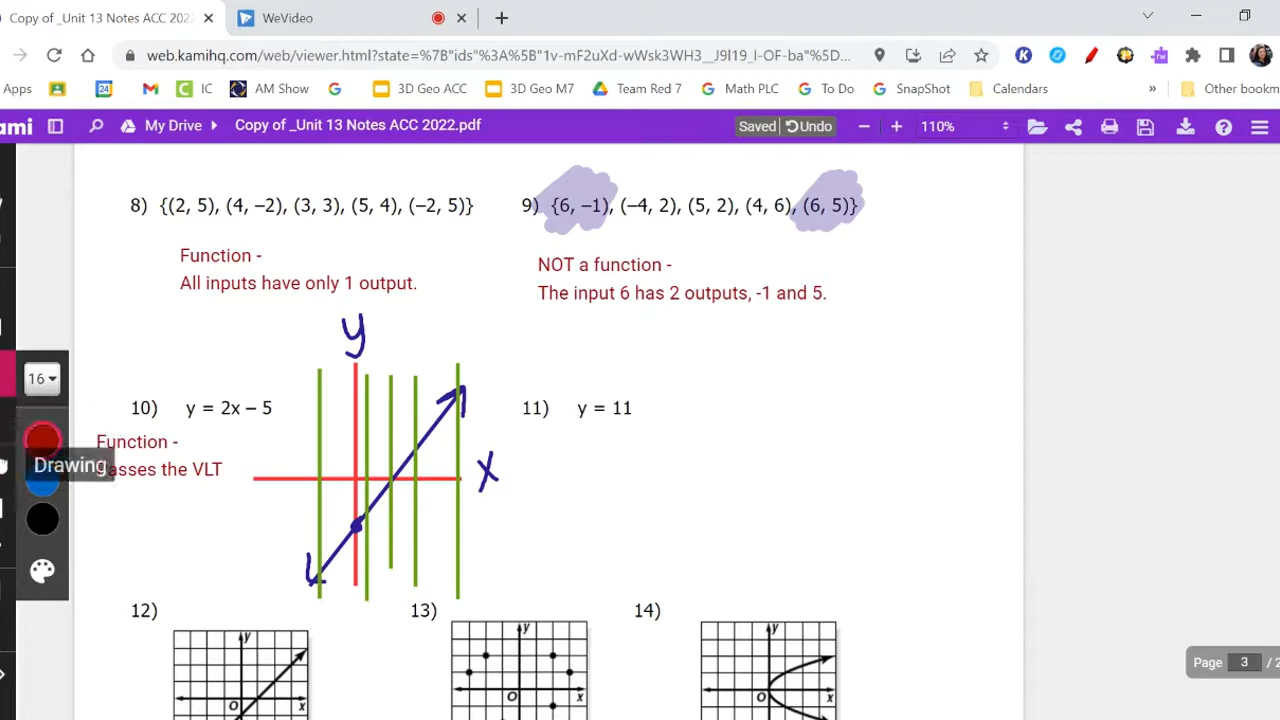 Copy of _Unit 13 Notes ACC 202
WeVideo
web.kamihq.com/web/viewer.html?state=%7B"ids"%3A%5B"1v-mF2uXd-wWsk3WH3__J9I19_I-OF-ba"%5D...
Apps
IC
AM Show
3D Geo ACC
3D Geo M7
Team Red 7
Math PLC
To Do
SnapShot
Calendars
»
Other bookm
ami
My Drive
Copy of _Unit 13 Notes ACC 2022.pdf
Saved
Undo
110%
8) {(2, 5), (4, –2), (3, 3), (5, 4), (–2, 5)}
9) {6, –1), (–4, 2), (5, 2), (4, 6), (6, 5)}
Function -
All inputs have only 1 output.
NOT a function -
The input 6 has 2 outputs, -1 and 5.
y
16
10) y = 2x – 5
11) y = 11
Function -
Drawing
asses the VLT
x
12)
13)
14)
y
O
x
y
O
x
y
O
x
Page 3 / 2